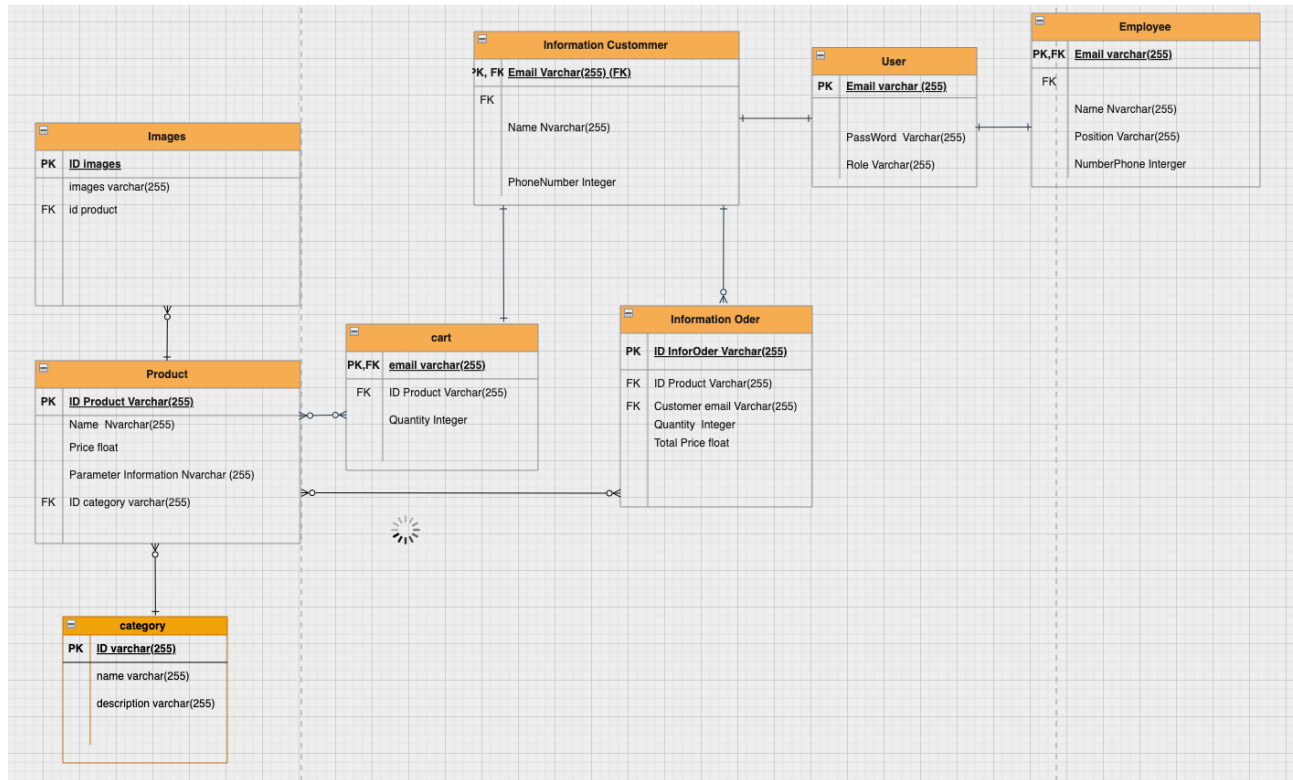 Information Custommer
PK, FK Email Varchar(255) (FK)
FK
Name Nvarchar(255)
PhoneNumber Integer
User
PK Email varchar (255)
PassWord Varchar(255)
Role Varchar(255)
Employee
PK,FK Email varchar(255)
FK
Name Nvarchar(255)
Position Varchar(255)
NumberPhone Interger
Images
PK ID images
images varchar(255)
FK id product
Product
PK ID Product Varchar(255)
Name Nvarchar(255)
Price float
Parameter Information Nvarchar (255)
FK ID category varchar(255)
cart
PK,FK email varchar(255)
FK ID Product Varchar(255)
Quantity Integer
Information Oder
PK ID InforOder Varchar(255)
FK ID Product Varchar(255)
FK Customer email Varchar(255)
Quantity Integer
Total Price float
category
PK ID varchar(255)
name varchar(255)
description varchar(255)